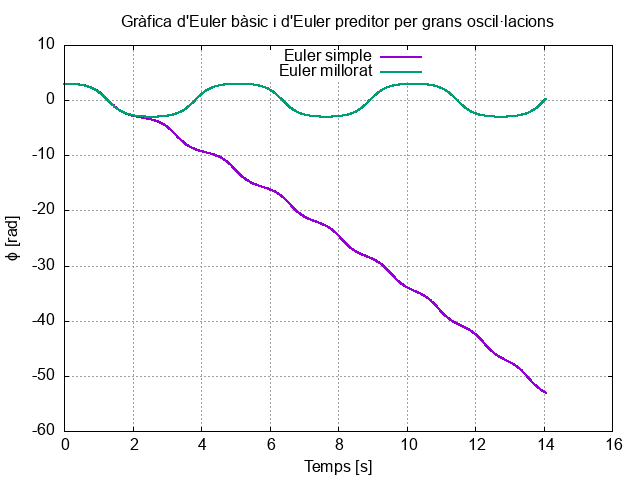 Gràfica d'Euler bàsic i d'Euler preditor per grans oscil·lacions
Euler simple
Euler millorat
10
0
-10
-20
-30
-40
-50
-60
ϕ [rad]
0 2 4 6 8 10 12 14 16
Temps [s]